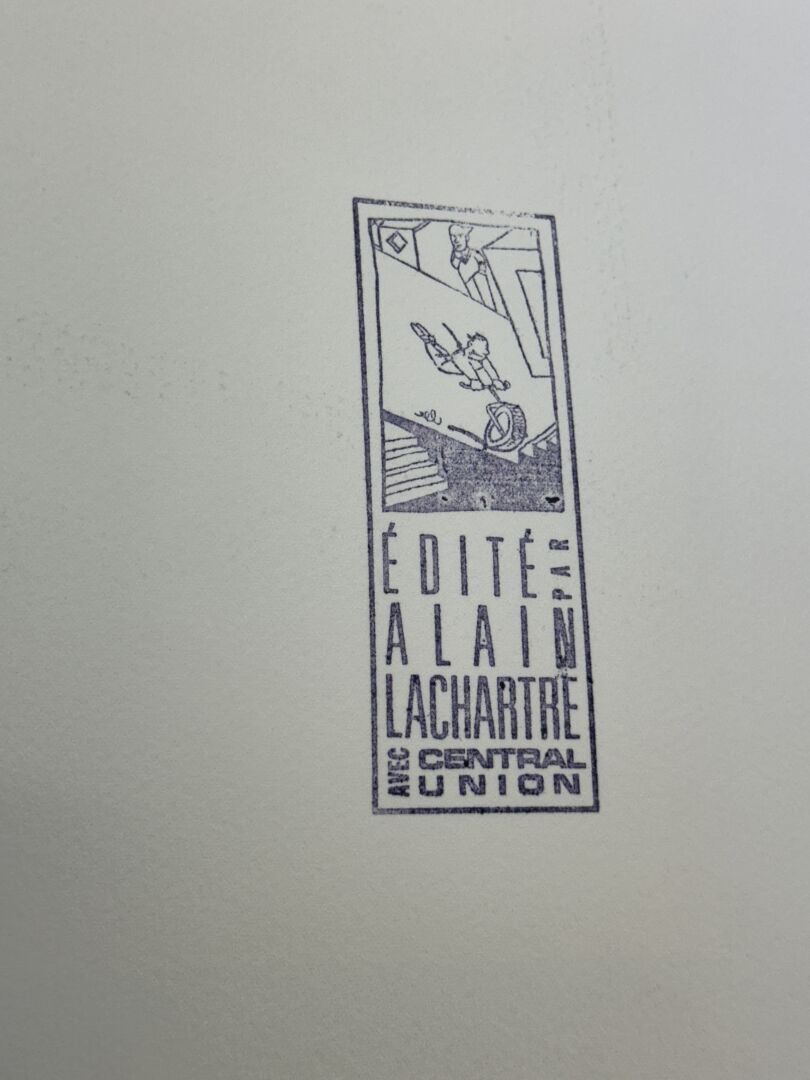 ÉDITÉ PAR
ALAIN
LACHARTRE
AVEC CENTRAL
UNION